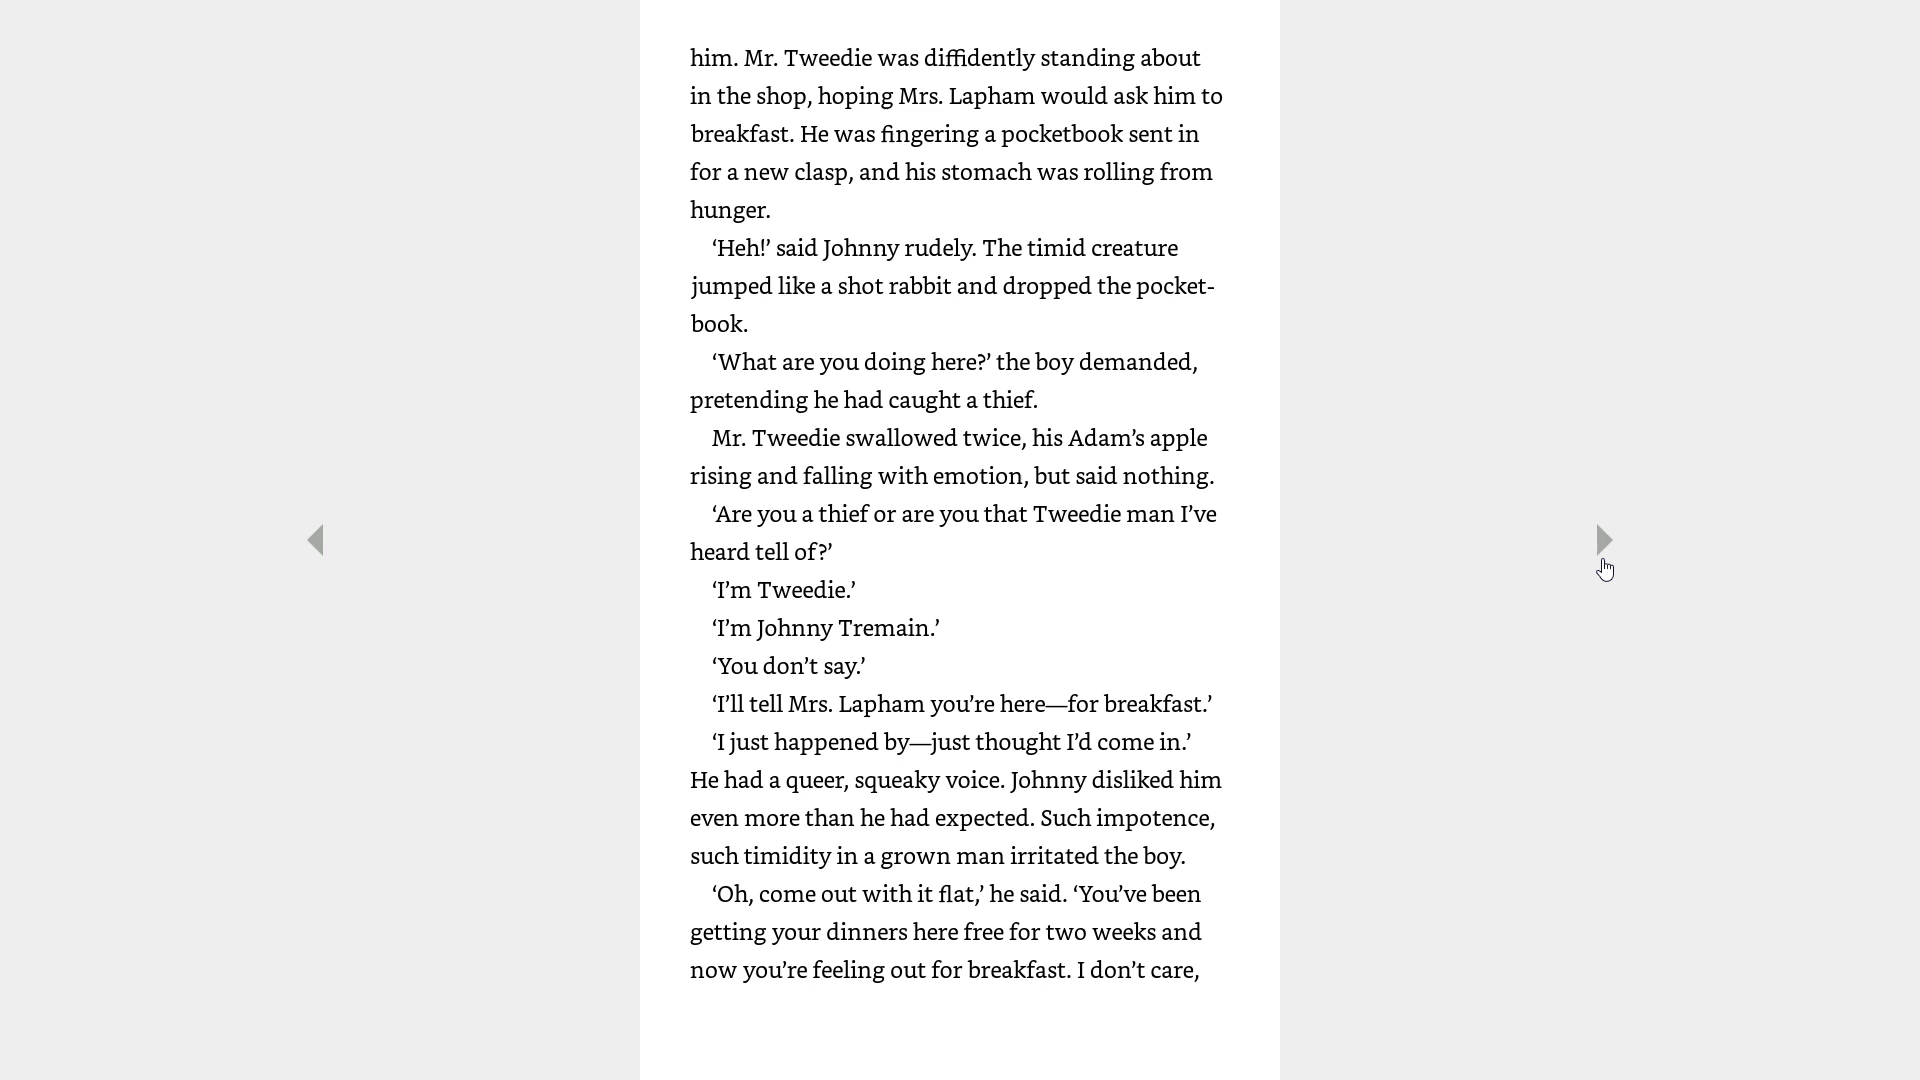 him. Mr. Tweedie was diffidently standing about
in the shop, hoping Mrs. Lapham would ask him to
breakfast. He was fingering a pocketbook sent in
for a new clasp, and his stomach was rolling from
hunger.
‘Heh!’ said Johnny rudely. The timid creature
jumped like a shot rabbit and dropped the pocket-
book.
‘What are you doing here?’ the boy demanded,
pretending he had caught a thief.
Mr. Tweedie swallowed twice, his Adam’s apple
rising and falling with emotion, but said nothing.
‘Are you a thief or are you that Tweedie man I’ve
heard tell of?’
‘I’m Tweedie.’
‘I’m Johnny Tremain.’
‘You don’t say.’
‘I’ll tell Mrs. Lapham you’re here—for breakfast.’
‘I just happened by—just thought I’d come in.’
He had a queer, squeaky voice. Johnny disliked him
even more than he had expected. Such impotence,
such timidity in a grown man irritated the boy.
‘Oh, come out with it flat,’ he said. ‘You’ve been
getting your dinners here free for two weeks and
now you’re feeling out for breakfast. I don’t care,